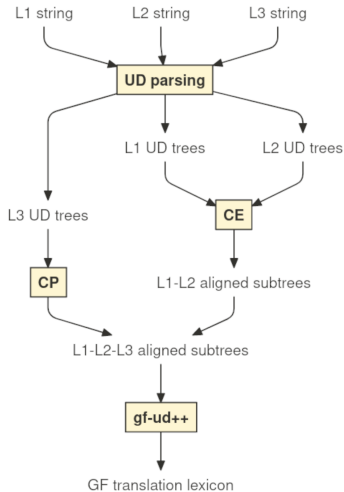 L1 string L2 string L3 string
UD parsing
L1 UD trees L2 UD trees
L3 UD trees CE
CP L1-L2 aligned subtrees
L1-L2-L3 aligned subtrees
gf-ud++
GF translation lexicon